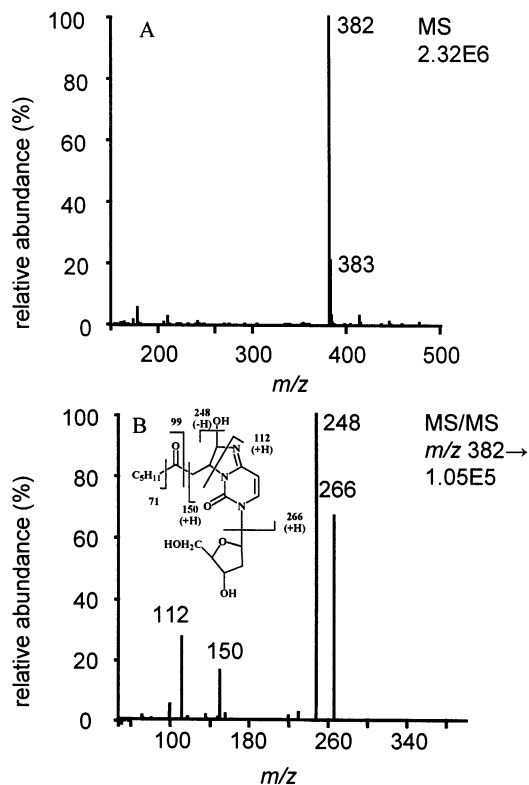 A
MS
2.32E6
382
383
relative abundance (%)
100
80
60
40
20
0
200
300
400
500
m/z
B
MS/MS
m/z 382→
1.05E5
248
266
112
150
relative abundance (%)
100
80
60
40
20
0
100
180
260
340
m/z
99
248
(-H)
OH
112
(+H)
O
N
C5H11
71
150
(+H)
N
O
N
266
(+H)
HOH2C
O
OH